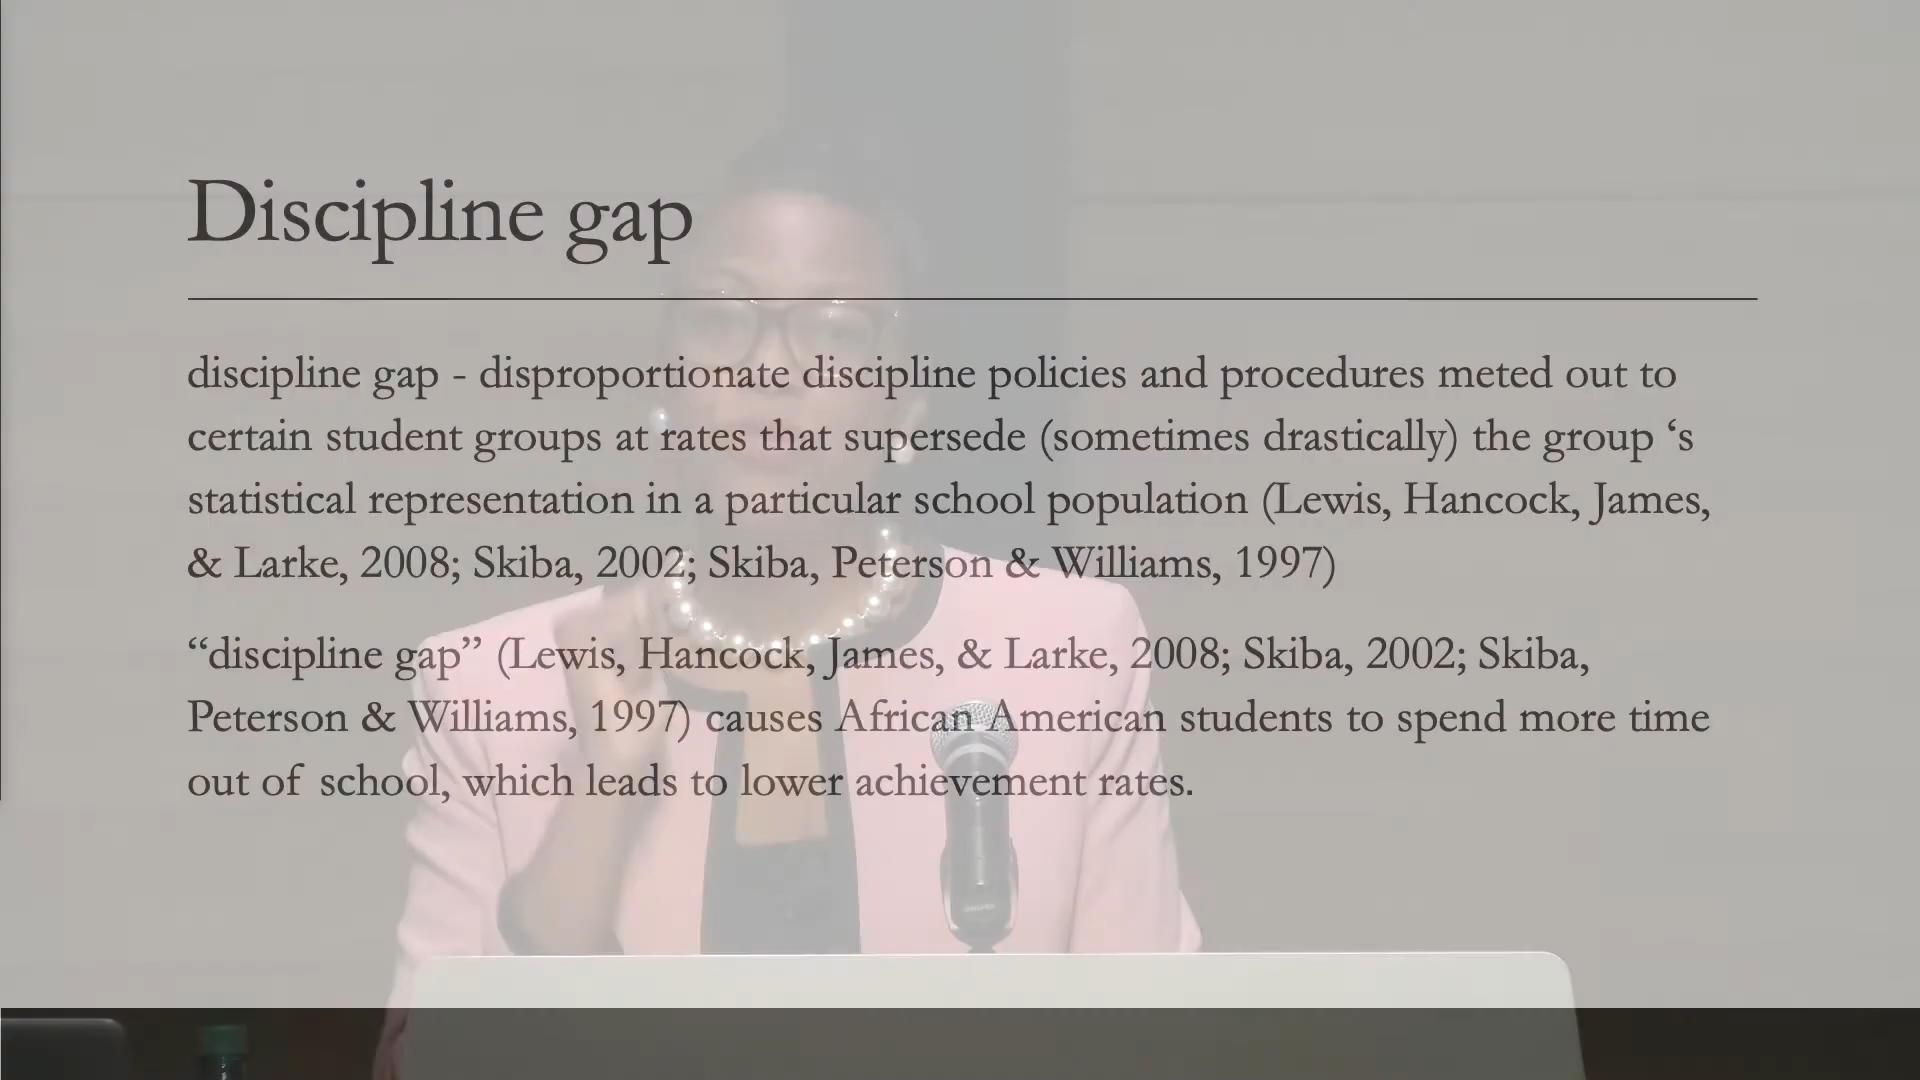 Discipline gap
discipline gap - disproportionate discipline policies and procedures meted out to
certain student groups at rates that supersede (sometimes drastically) the group ‘s
statistical representation in a particular school population (Lewis, Hancock, James,
& Larke, 2008; Skiba, 2002; Skiba, Peterson & Williams, 1997)
“discipline gap” (Lewis, Hancock, James, & Larke, 2008; Skiba, 2002; Skiba,
Peterson & Williams, 1997) causes African American students to spend more time
out of school, which leads to lower achievement rates.